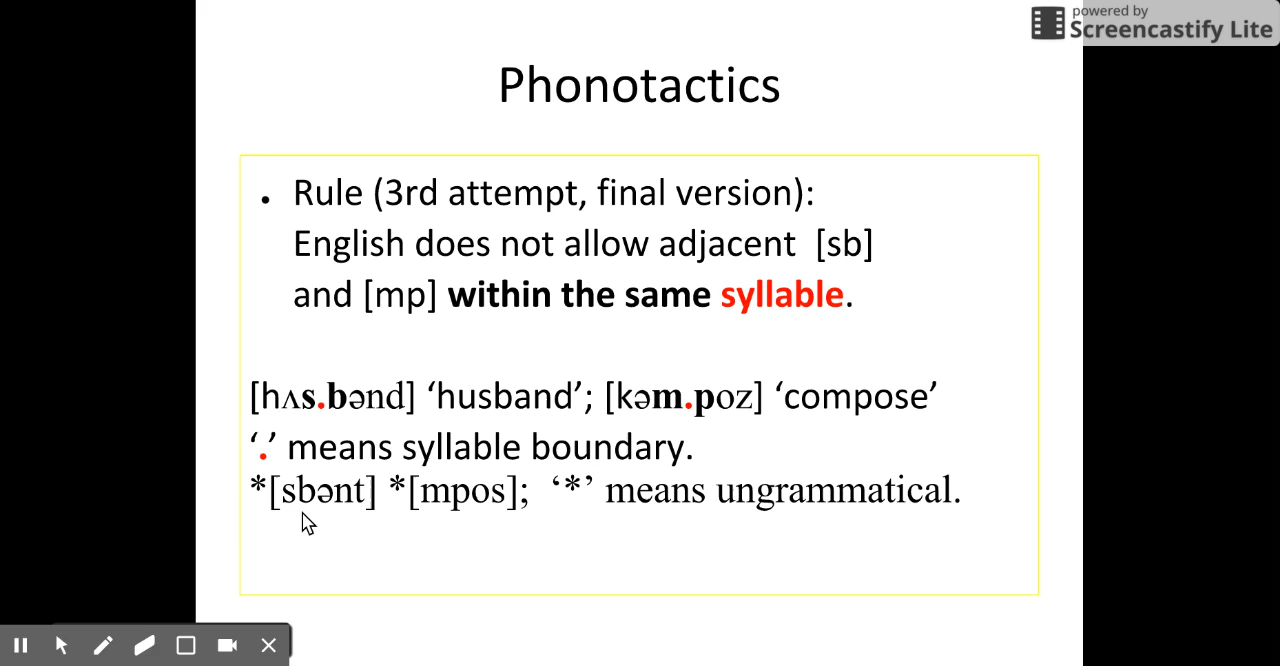 powered by
Screencastify Lite
Phonotactics
• Rule (3rd attempt, final version):
English does not allow adjacent [sb]
and [mp] within the same syllable.
[hʌs.bənd] ‘husband’; [kəm.poz] ‘compose’
‘.’ means syllable boundary.
*[sbənt] *[mpos]; ‘*’ means ungrammatical.